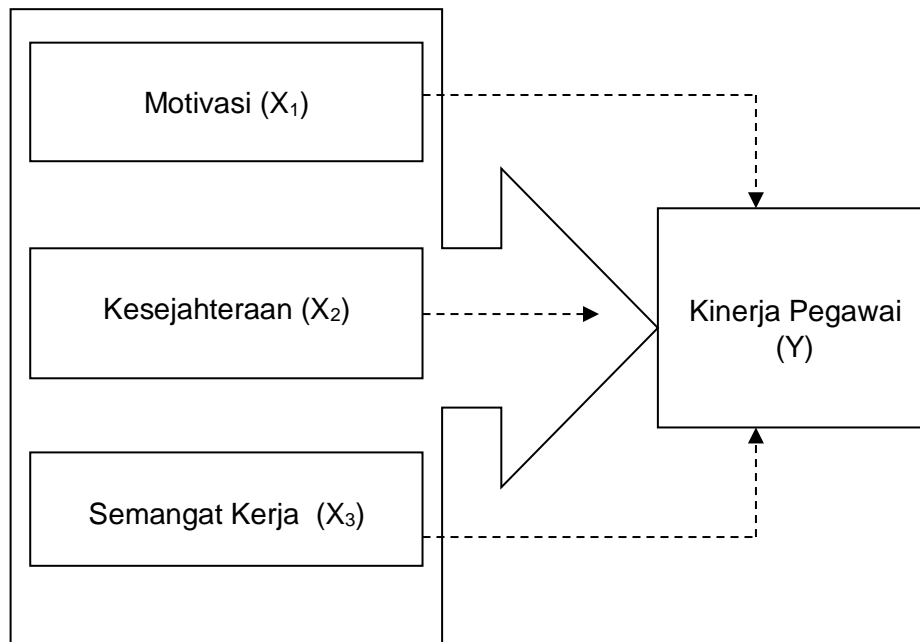 Motivasi (X₁)
Kesejahteraan (X₂)
Kinerja Pegawai
(Y)
Semangat Kerja  (X₃)